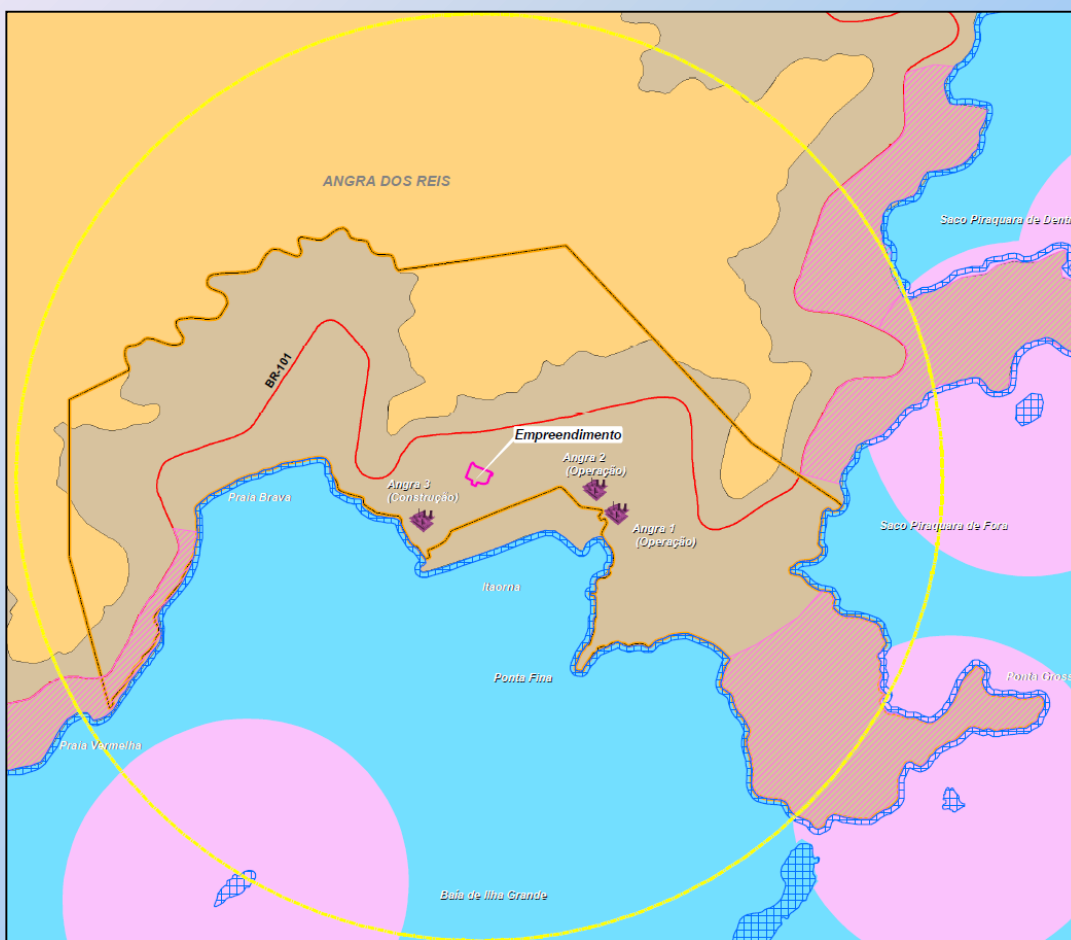 ANGRA DOS REIS
BR-101
Empreendimento
Angra 2
(Operação)
Angra 3
(Construção)
Angra 1
(Operação)
Praia Brava
Itaorna
Ponta Fina
Praia Vermelha
Baía de Ilha Grande
Saco Piraquara de Dent
Saco Piraquara de Fora
Ponta Gross